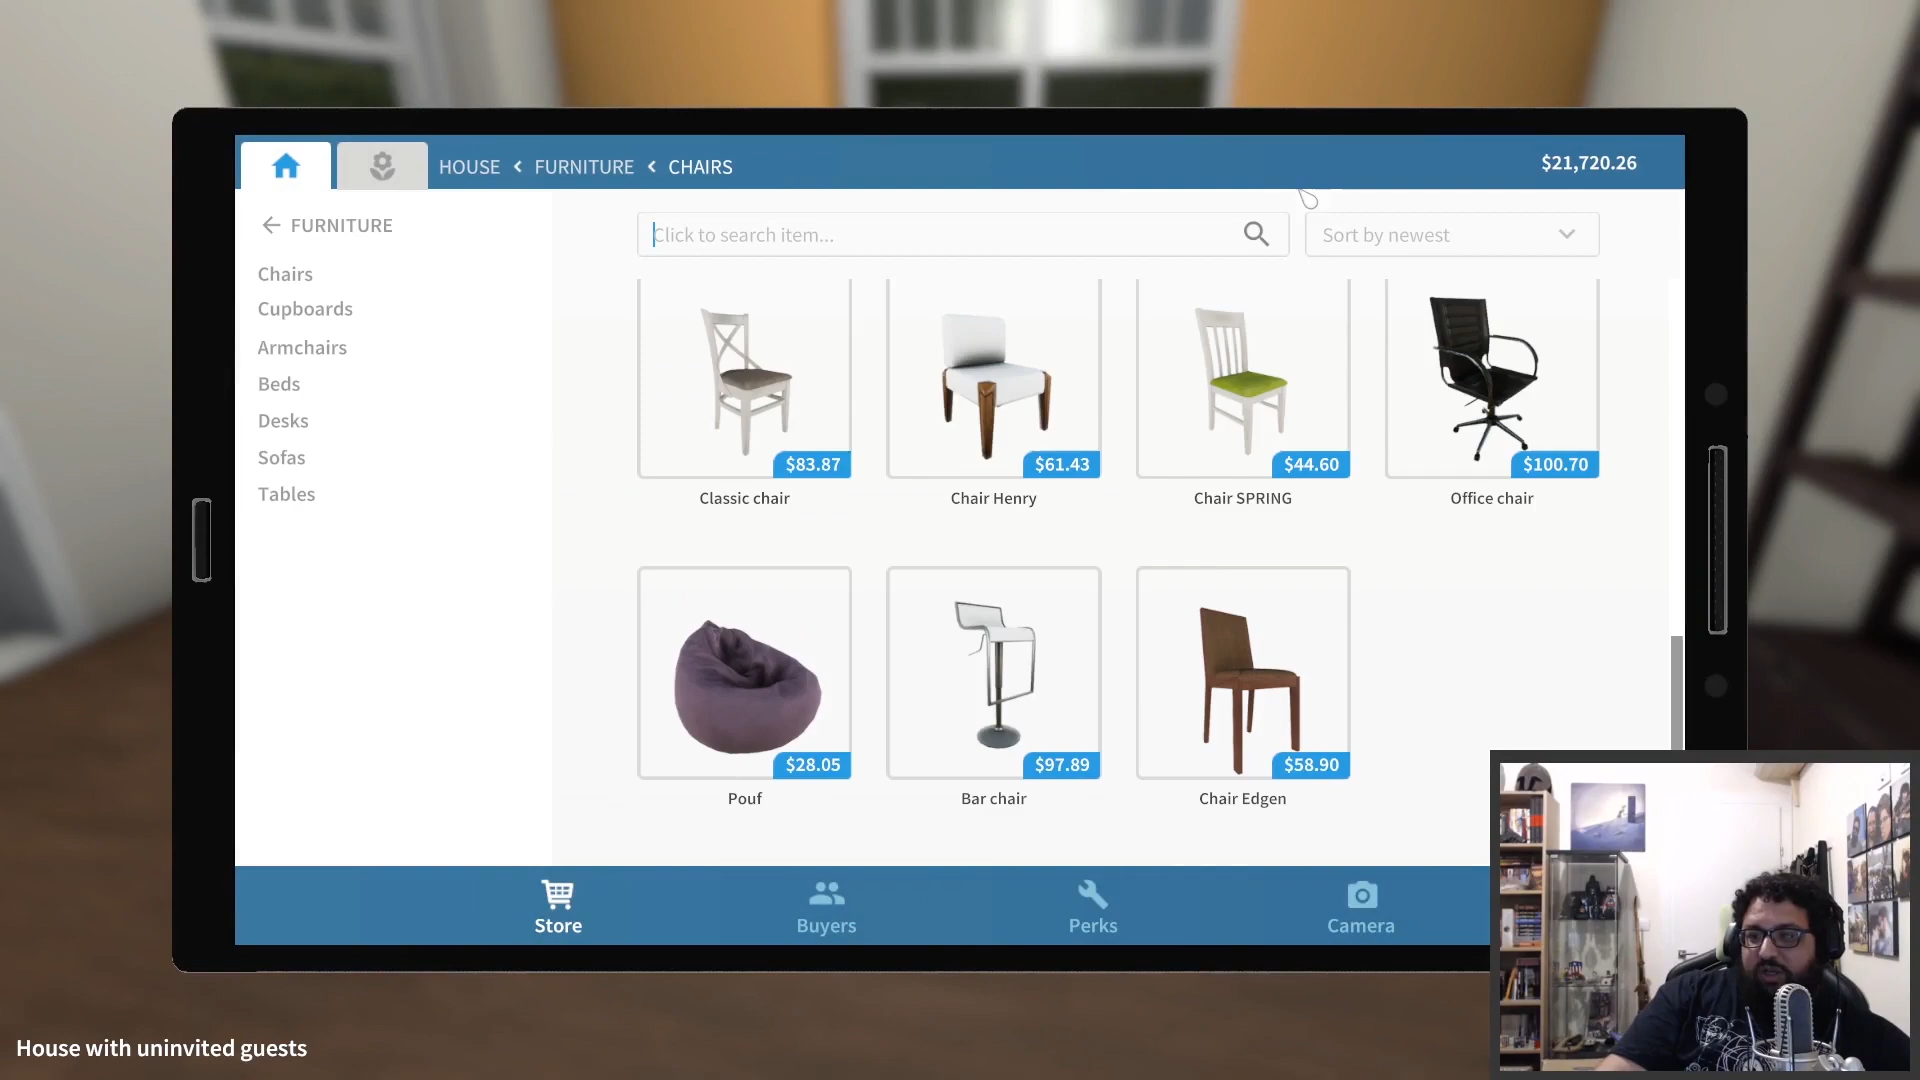 HOUSE < FURNITURE < CHAIRS
$21,720.26
FURNITURE
Click to search item...
Sort by newest
Chairs
Cupboards
Armchairs
Beds
Desks
Sofas
Tables
$83.87
$61.43
$44.60
$100.70
Classic chair
Chair Henry
Chair SPRING
Office chair
$28.05
$97.89
$58.90
Pouf
Bar chair
Chair Edgen
Store
Buyers
Perks
Camera
House with uninvited guests